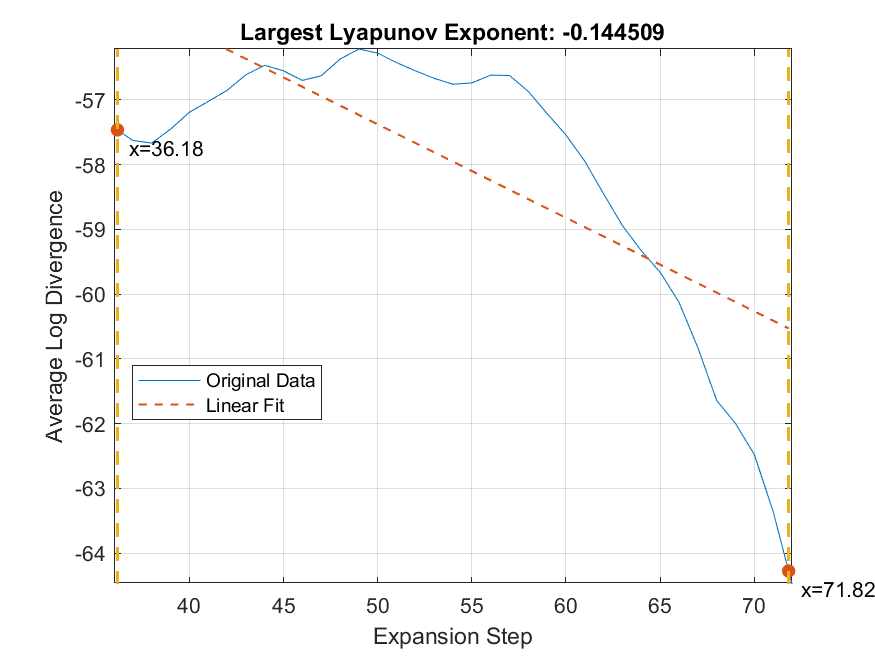 Largest Lyapunov Exponent: -0.144509
Average Log Divergence
-57
-58
-59
-60
-61
-62
-63
-64
x=36.18
Original Data
Linear Fit
x=71.82
40 45 50 55 60 65 70
Expansion Step